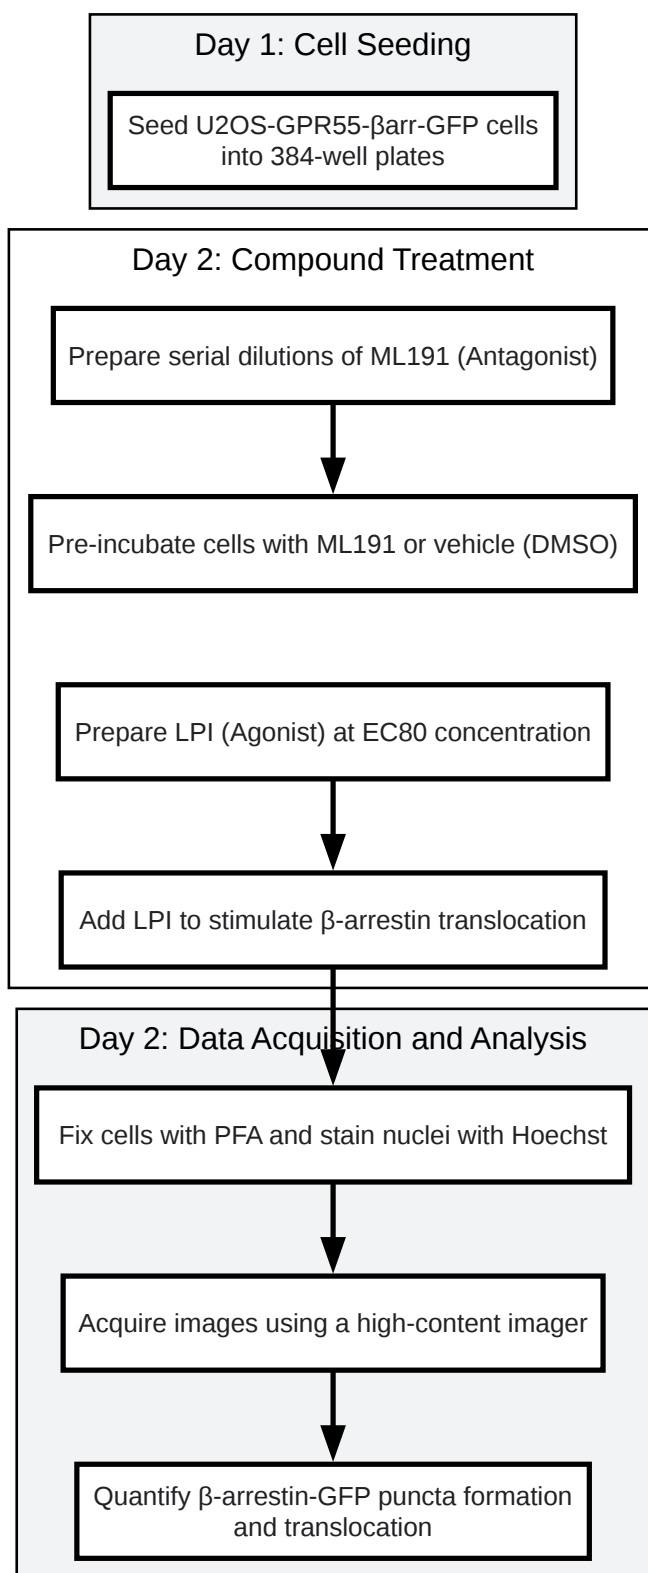 Day 1: Cell Seeding
Seed U2OS-GPR55-βarr-GFP cells
into 384-well plates
Day 2: Compound Treatment
Prepare serial dilutions of ML191 (Antagonist)
Pre-incubate cells with ML191 or vehicle (DMSO)
Prepare LPI (Agonist) at EC80 concentration
Add LPI to stimulate β-arrestin translocation
Day 2: Data Acquisition and Analysis
Fix cells with PFA and stain nuclei with Hoechst
Acquire images using a high-content imager
Quantify β-arrestin-GFP puncta formation
and translocation